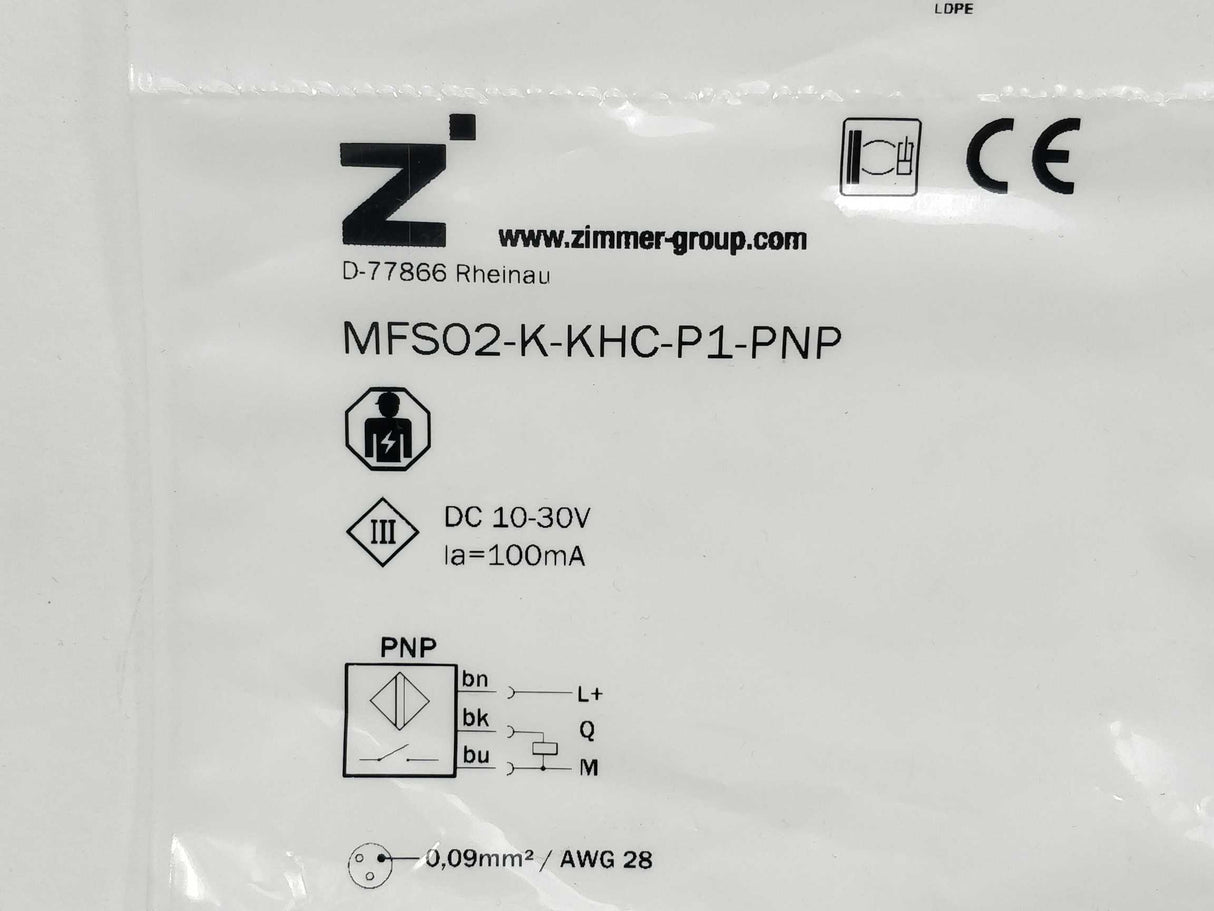 LDPE
Z
CE
www.zimmer-group.com
D-77866 Rheinau
MFS02-K-KHC-P1-PNP
III
DC 10-30V
Ia=100mA
PNP
bn L+
bk Q
bu M
0,09mm² / AWG 28